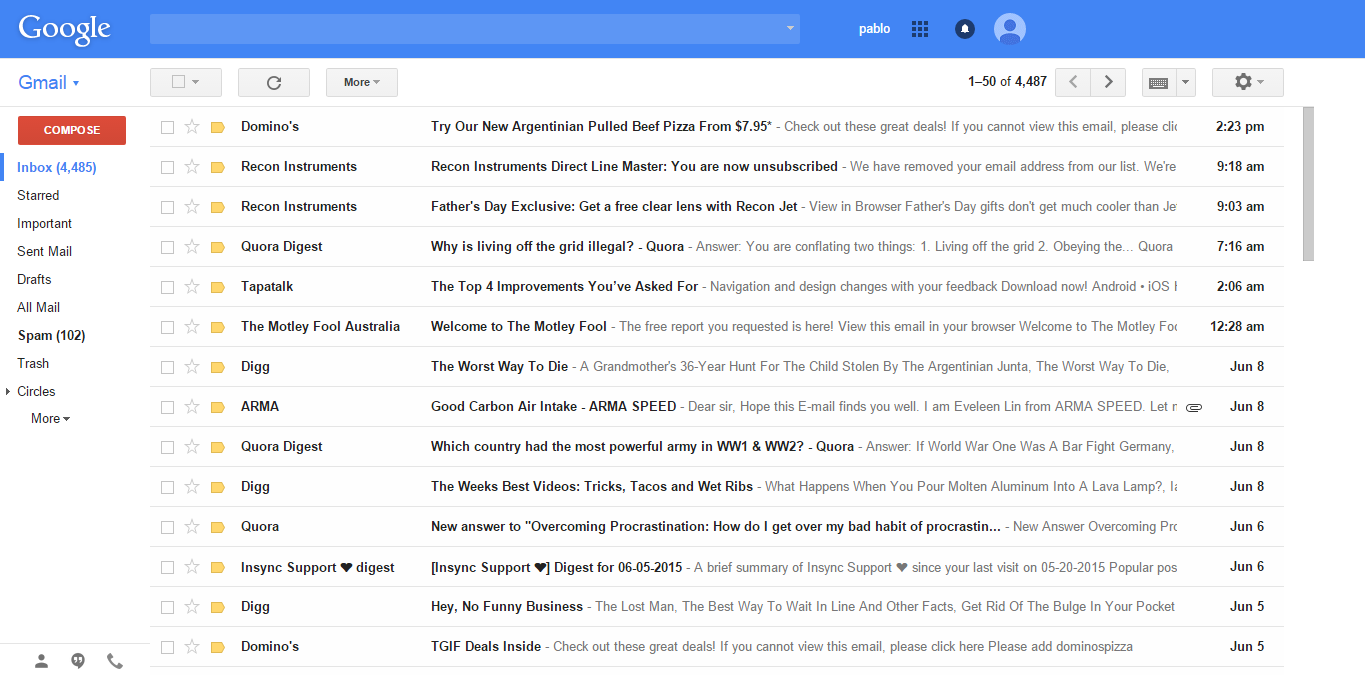 Google
pablo
Gmail
More
1–50 of 4,487
COMPOSE
Inbox (4,485)
Starred
Important
Sent Mail
Drafts
All Mail
Spam (102)
Trash
Circles
More
Domino's Try Our New Argentinian Pulled Beef Pizza From $7.95* - Check out these great deals! If you cannot view this email, please clic 2:23 pm
Recon Instruments Recon Instruments Direct Line Master: You are now unsubscribed - We have removed your email address from our list. We're 9:18 am
Recon Instruments Father's Day Exclusive: Get a free clear lens with Recon Jet - View in Browser Father's Day gifts don't get much cooler than Je 9:03 am
Quora Digest Why is living off the grid illegal? - Quora - Answer: You are conflating two things: 1. Living off the grid 2. Obeying the... Quora 7:16 am
Tapatalk The Top 4 Improvements You’ve Asked For - Navigation and design changes with your feedback Download now! Android • iOS 2:06 am
The Motley Fool Australia Welcome to The Motley Fool - The free report you requested is here! View this email in your browser Welcome to The Motley Foo 12:28 am
Digg The Worst Way To Die - A Grandmother's 36-Year Hunt For The Child Stolen By The Argentinian Junta, The Worst Way To Die, Jun 8
ARMA Good Carbon Air Intake - ARMA SPEED - Dear sir, Hope this E-mail finds you well. I am Eveleen Lin from ARMA SPEED. Let Jun 8
Quora Digest Which country had the most powerful army in WW1 & WW2? - Quora - Answer: If World War One Was A Bar Fight Germany, Jun 8
Digg The Weeks Best Videos: Tricks, Tacos and Wet Ribs - What Happens When You Pour Molten Aluminum Into A Lava Lamp?, Jun 8
Quora New answer to "Overcoming Procrastination: How do I get over my bad habit of procrastin... - New Answer Overcoming Prc Jun 6
Insync Support ❤ digest [Insync Support ❤] Digest for 06-05-2015 - A brief summary of Insync Support ❤ since your last visit on 05-20-2015 Popular pos Jun 6
Digg Hey, No Funny Business - The Lost Man, The Best Way To Wait In Line And Other Facts, Get Rid Of The Bulge In Your Pocket Jun 5
Domino's TGIF Deals Inside - Check out these great deals! If you cannot view this email, please click here Please add dominospizza Jun 5